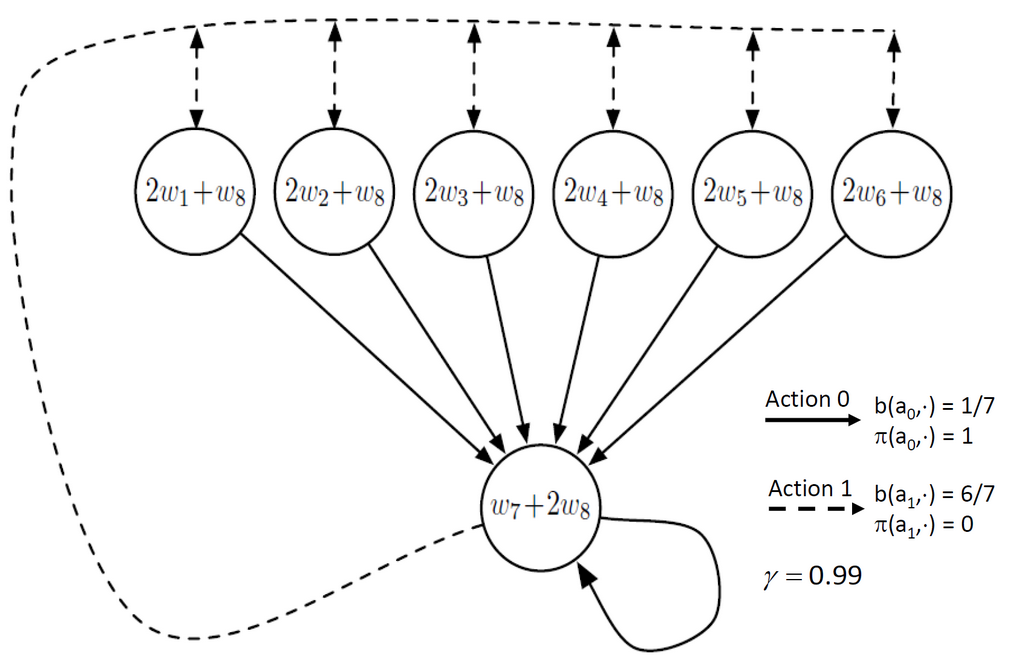 2w₁+w₈ 2w₂+w₈ 2w₃+w₈ 2w₄+w₈ 2w₅+w₈ 2w₆+w₈
Action 0 b(a₀,·) = 1/7
π(a₀,·) = 1
Action 1 b(a₁,·) = 6/7
π(a₁,·) = 0
w₇+2w₈
γ = 0.99